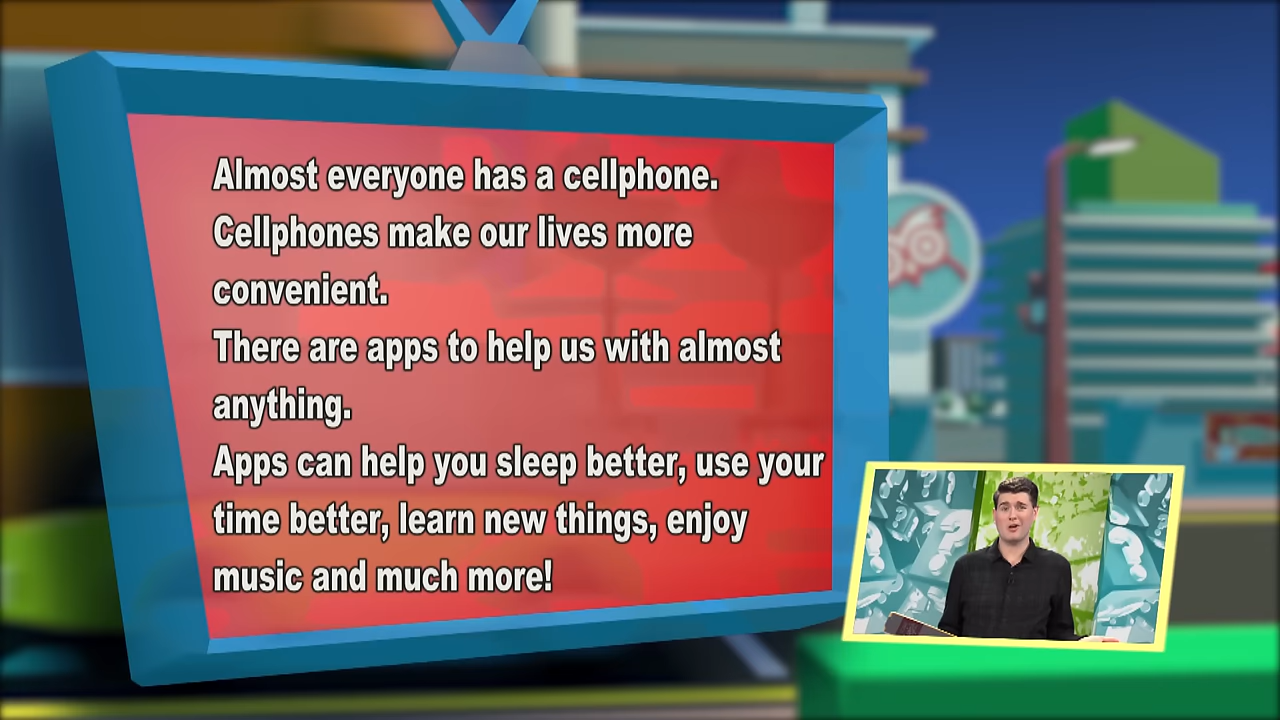 Almost everyone has a cellphone.
Cellphones make our lives more
convenient.
There are apps to help us with almost
anything.
Apps can help you sleep better, use your
time better, learn new things, enjoy
music and much more!